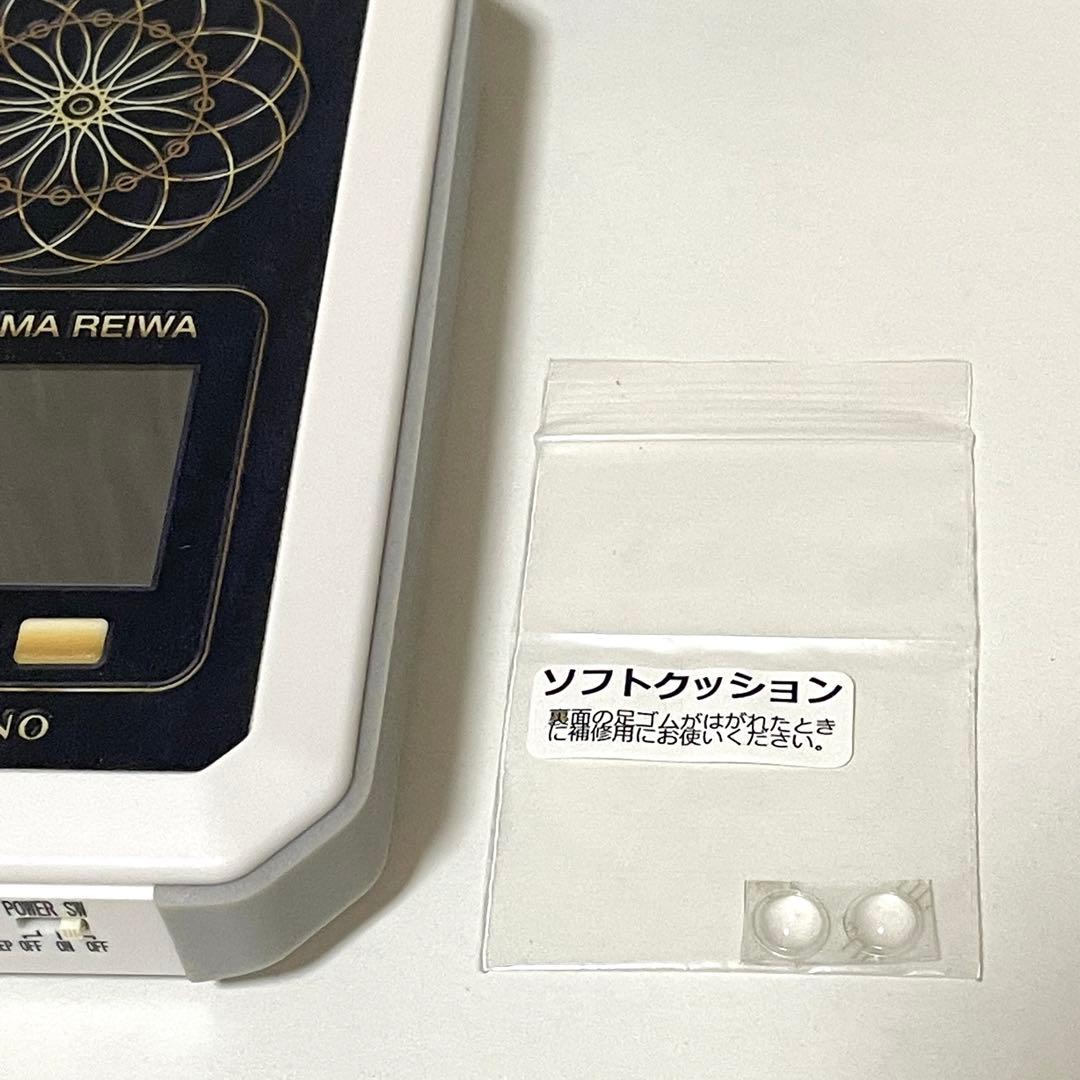 MA REIWA
NO
POWER SW
EP OFF ON OFF
ソフトクッション
裏面の足ゴムがはがれたとき
に補修用にお使いください。